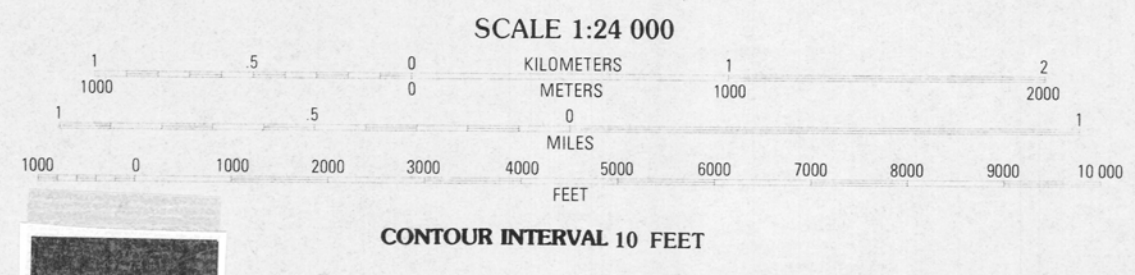 SCALE 1:24 000
1 .5 0 KILOMETERS 1 2
1000 0 METERS 1000 2000
1 .5 0 1
MILES
1000 0 1000 2000 3000 4000 5000 6000 7000 8000 9000 10 000
FEET
CONTOUR INTERVAL 10 FEET